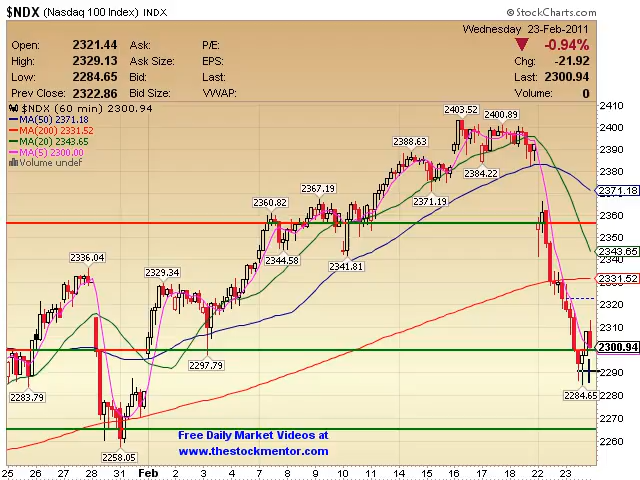 $NDX (Nasdaq 100 Index) INDX
© StockCharts.com
Wednesday 23-Feb-2011
Open: 2321.44 Ask: P/E: ▼ -0.94%
High: 2329.13 Ask Size: EPS: Chg: -21.92
Low: 2284.65 Bid: Last: Last: 2300.94
Prev Close: 2322.86 Bid Size: VWAP: Volume: 0
$NDX (60 min) 2300.94
MA(50) 2371.18
MA(200) 2331.52
MA(20) 2343.65
MA(5) 2300.00
Volume undef
2410
2400
2390
2380
2371.18
2360
2350
2343.65
2340
2331.52
2320
2310
2300.94
2290
2280
2270
2260
2403.52
2400.89
2388.63
2384.22
2371.19
2367.19
2360.82
2344.58
2341.81
2336.04
2329.34
2297.79
2283.79
2284.65
2258.05
Free Daily Market Videos at
www.thestockmentor.com
25 26 27 28 31 Feb 2 3 4 7 8 9 10 11 14 15 16 17 18 22 23